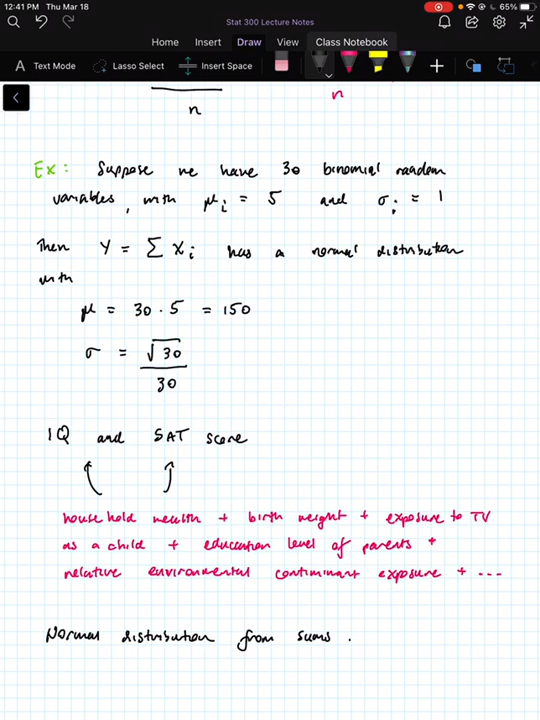 12:41 PM Thu Mar 18
65%
Stat 300 Lecture Notes
Home Insert Draw View Class Notebook
A Text Mode Lasso Select Insert Space
n
n
Ex: Suppose we have 30 binomial random
variables, with μi = 5 and σi = 1
Then Y = Σ Xi has a normal distribution
with
μ = 30 · 5 = 150
σ = √30
30
IQ and SAT score
household wealth + birth weight + exposure to TV
as a child + education level of parents +
relative environmental contiminant exposure + ...
Normal distribution from sums .